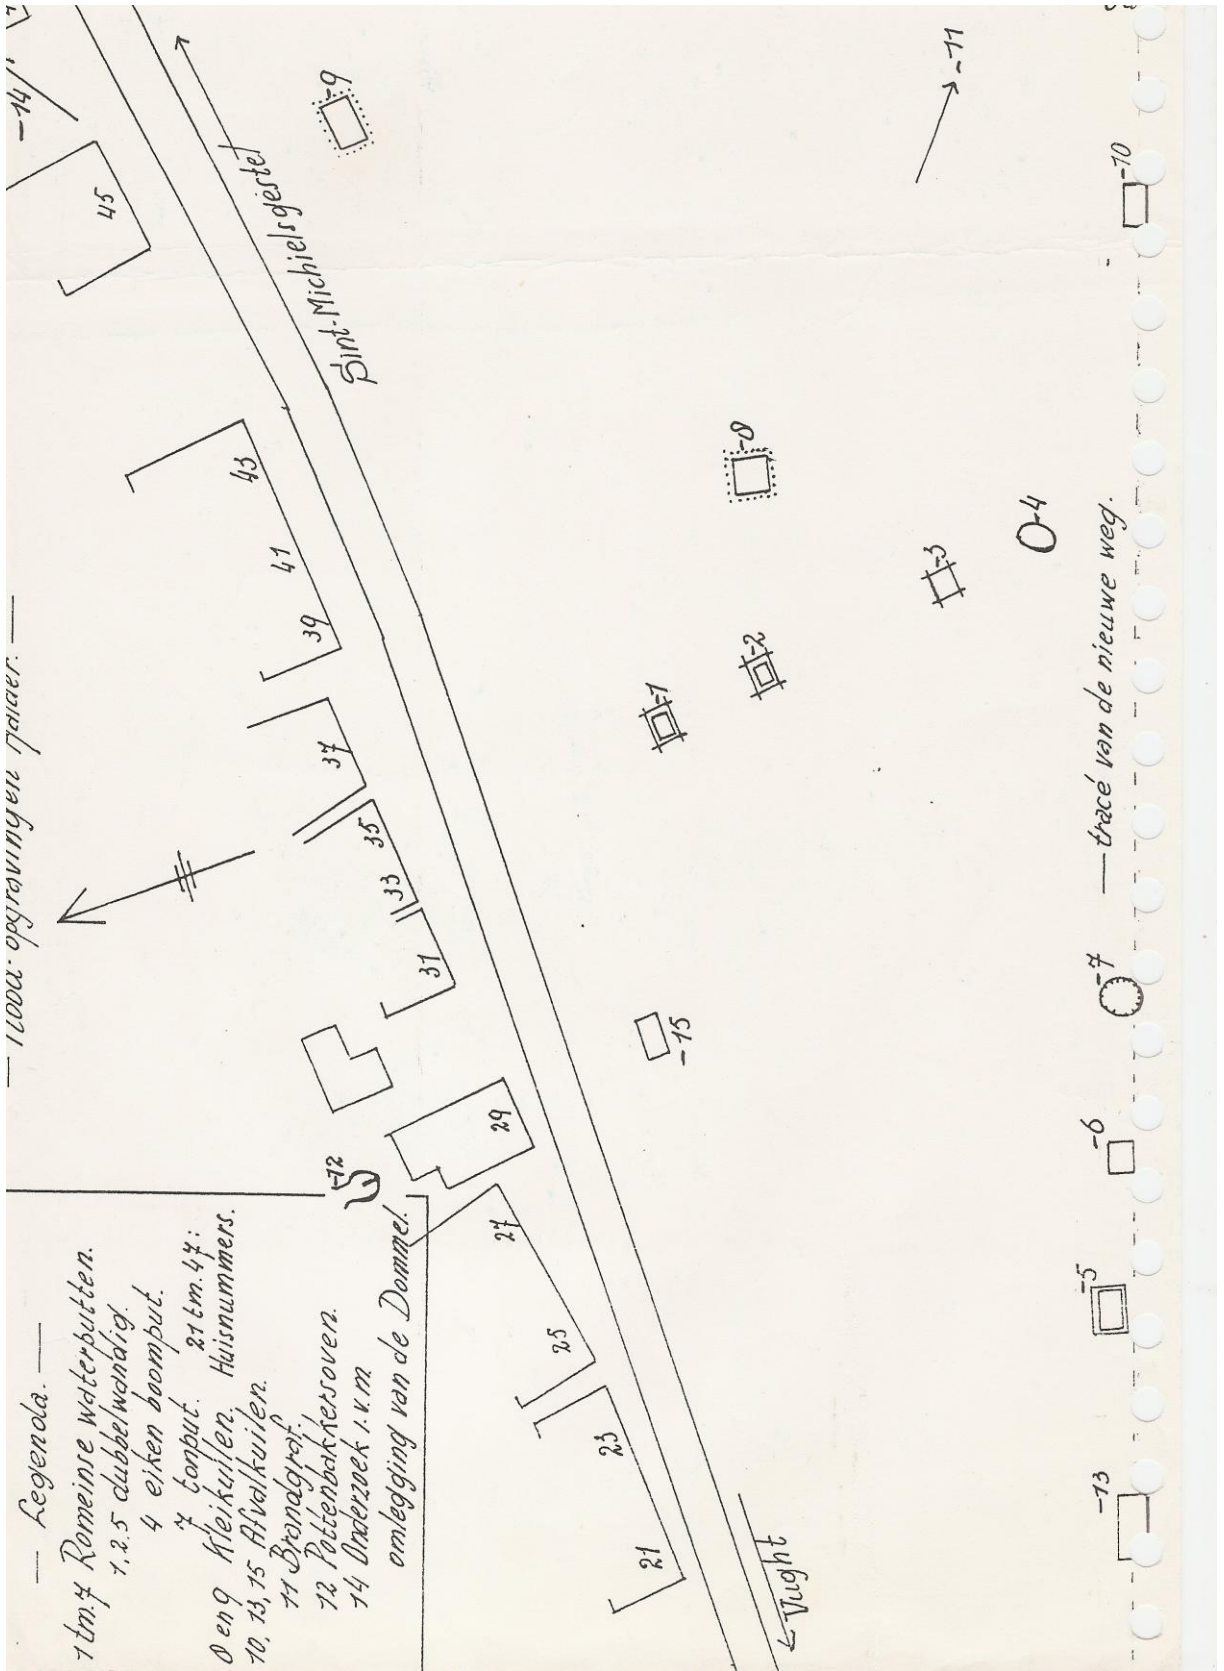 — Nood-opgravingen Halder. —
— Legenda. —
1 t.m. 7 Romeinse waterputten.
1.2.5 dubbelwandig.
4 eiken boomput.
7 tonput.
21 t.m. 47:
Huisnummers.
8 en 9 Kleikuilen.
10, 13, 15 Afvalkuilen.
11 Brandgraf.
12 Pottenbakkersoven.
14 Onderzoek i.v.m.
omlegging van de Dommel.
-14
45
43
41
39
37
35
33
31
29
27
25
23
21
-12
Sint-Michielsgestel
← Vught
-9
-11
-10
-8
-3
-4
-2
-1
-15
— tracé van de nieuwe weg.
-7
-6
-5
-13